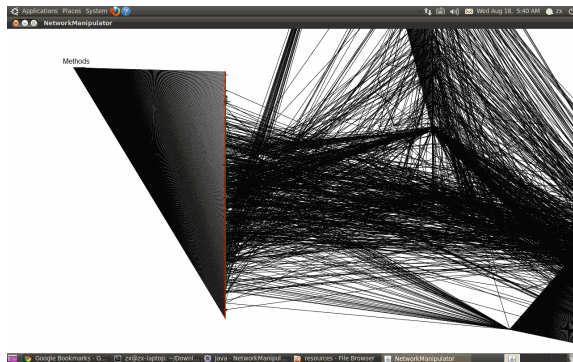 Applications Places System
Wed Aug 18, 5:40 AM zx
NetworkManipulator
Methods
Google Bookmarks - G...
zx@zx-laptop: ~/Downl...
Java - NetworkManipul...
resources - File Browser
NetworkManipulator